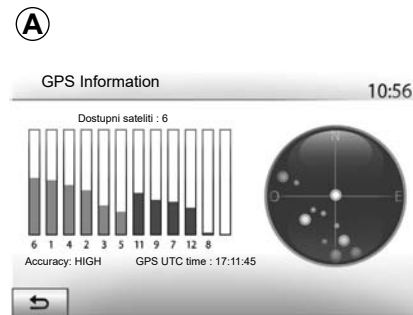 A
GPS Information
10:56
Dostupni sateliti : 6
N
O
E
6 1 4 2 3 5 11 9 7 12 8
Accuracy: HIGH
GPS UTC time : 17:11:45